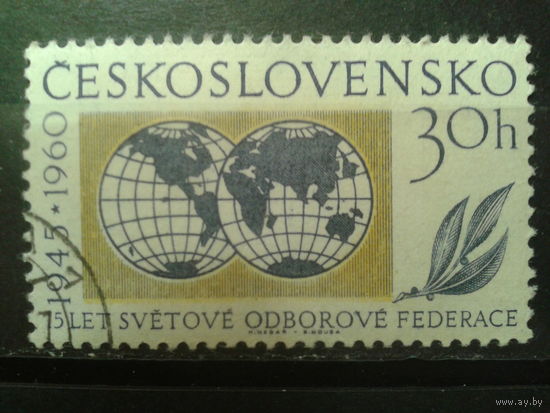 ČESKOSLOVENSKO
30h
1945 * 1960
15 LET SVĚTOVÉ ODBOROVÉ FEDERACE
www.ay.by